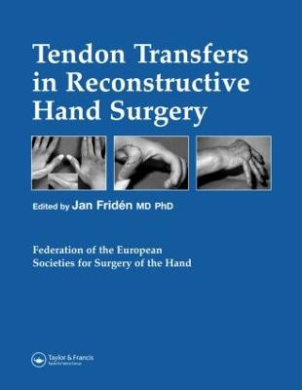 Tendon Transfers
in Reconstructive
Hand Surgery
Edited by Jan Fridén MD PhD
Federation of the European
Societies for Surgery of the Hand
Taylor & Francis